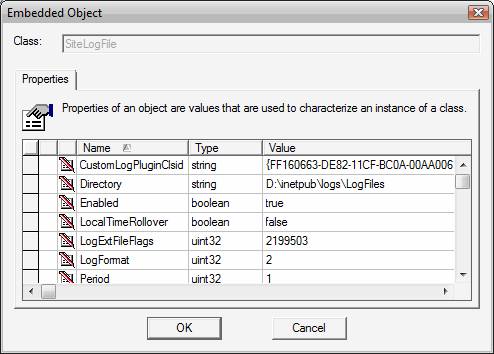 Embedded Object
Class: SiteLogFile
Properties
Properties of an object are values that are used to characterize an instance of a class.
Name Type Value
CustomLogPluginClsid string {FF160663-DE82-11CF-BC0A-00AA006
Directory string D:\inetpub\logs\LogFiles
Enabled boolean true
LocalTimeRollover boolean false
LogExtFileFlags uint32 2199503
LogFormat uint32 2
Period uint32 1
OK Cancel